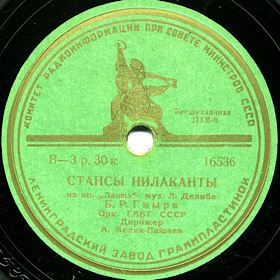 КОМИТЕТ РАДИОИНФОРМАЦИИ ПРИ СОВЕТЕ МИНИСТРОВ СССР
Бесшеллачная
В—3 р. 30 к
16536
СТАНСЫ НИЛАКАНТЫ
из оп. „Лакмэ" муз. Л. Делиба
Б. Р. Гмыря
Орк. ГАБТ СССР
Дирижер
А. Мелик-Пашаев
ЛЕНИНГРАДСКИЙ ЗАВОД ГРАМПЛАСТИНОК